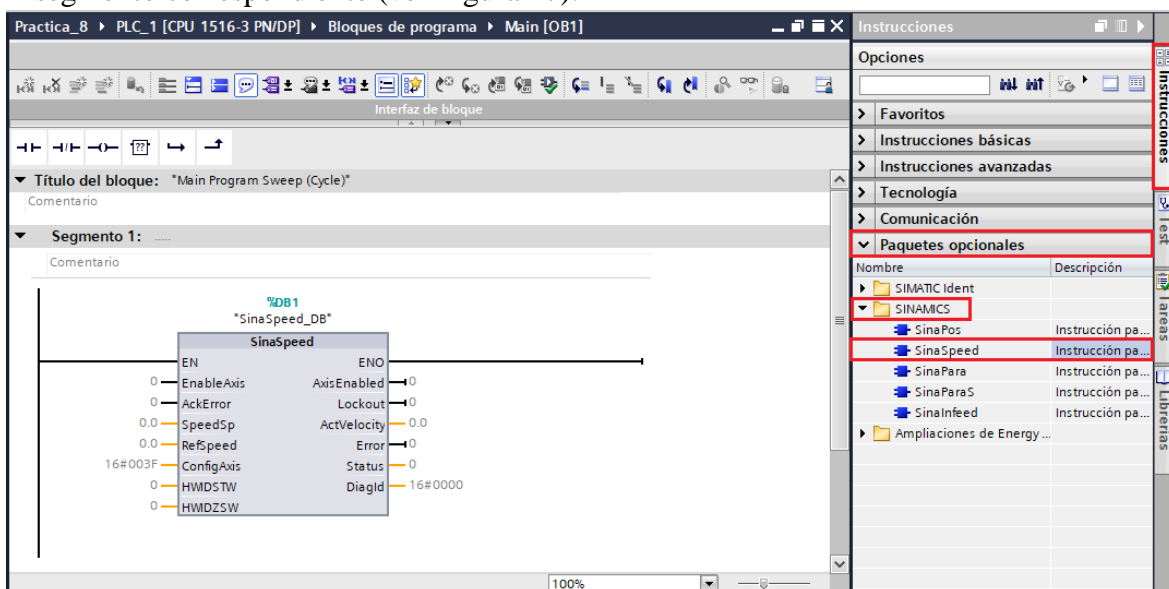 segmento correspondiente (ver Figura 17).
Practica_8 ▸ PLC_1 [CPU 1516-3 PN/DP] ▸ Bloques de programa ▸ Main [OB1]
Interfaz de bloque
??
Título del bloque: "Main Program Sweep (Cycle)"
Comentario
Segmento 1: .....
Comentario
%DB1
"SinaSpeed_DB"
SinaSpeed
EN ENO
0 EnableAxis AxisEnabled 0
0 AckError Lockout 0
0.0 SpeedSp ActVelocity 0.0
0.0 RefSpeed Error 0
16#003F ConfigAxis Status 0
0 HWIDSTW DiagId 16#0000
0 HWIDZSW
100%
Instrucciones
Opciones
Favoritos
Instrucciones básicas
Instrucciones avanzadas
Tecnología
Comunicación
Paquetes opcionales
Nombre Descripción
SIMATIC Ident
SINAMICS
SinaPos Instrucción pa...
SinaSpeed Instrucción pa...
SinaPara Instrucción pa...
SinaParaS Instrucción pa...
SinaInfeed Instrucción pa...
Ampliaciones de Energy ...
Instrucciones
Test
Tareas
Librerías